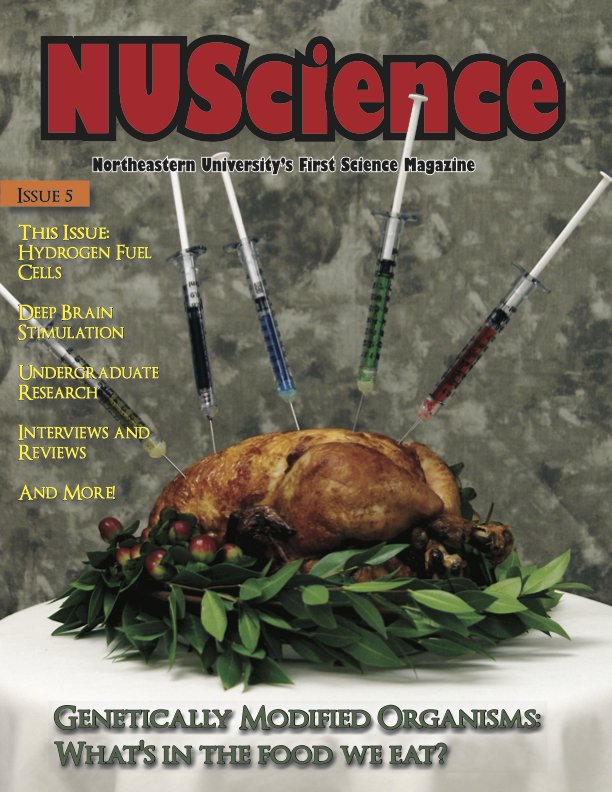 NUScience
Northeastern University's First Science Magazine
Issue 5
This Issue:
Hydrogen Fuel
Cells
Deep Brain
Stimulation
Undergraduate
Research
Interviews and
Reviews
And More!
Genetically Modified Organisms:
What's in the food we eat?